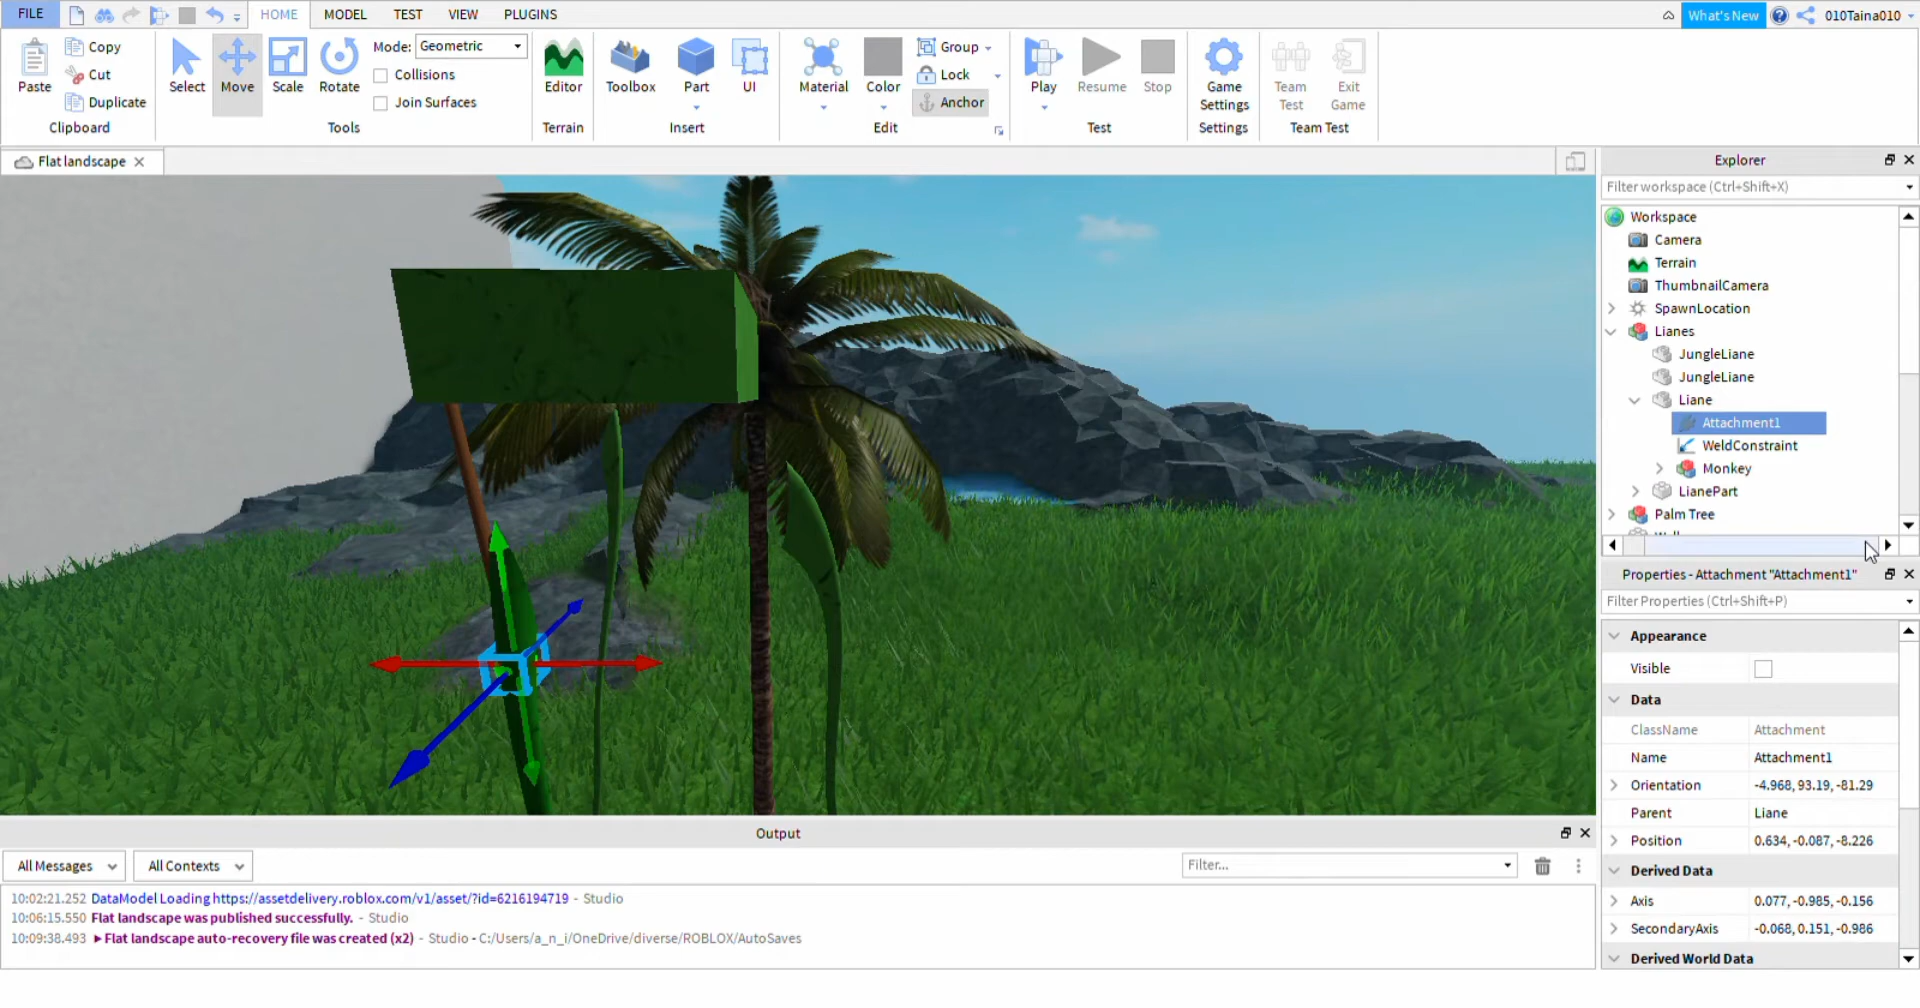 FILE HOME MODEL TEST VIEW PLUGINS What's New 010Taina010
Paste Copy Cut Duplicate Clipboard
Select Move Scale Rotate Mode: Geometric Collisions Join Surfaces Tools
Editor Terrain
Toolbox Part UI Insert
Material Color Group Lock Anchor Edit
Play Resume Stop Test
Game Settings Settings
Team Test Exit Game Team Test
Flat landscape
Explorer
Filter workspace (Ctrl+Shift+X)
Workspace
Camera
Terrain
ThumbnailCamera
SpawnLocation
Lianes
JungleLiane
JungleLiane
Liane
Attachment1
WeldConstraint
Monkey
LianePart
Palm Tree
Properties - Attachment "Attachment1"
Filter Properties (Ctrl+Shift+P)
Appearance
Visible
Data
ClassName Attachment
Name Attachment1
Orientation -4.968, 93.19, -81.29
Parent Liane
Position 0.634, -0.087, -8.226
Derived Data
Axis 0.077, -0.985, -0.156
SecondaryAxis -0.068, 0.151, -0.986
Derived World Data
Output
All Messages All Contexts Filter...
10:02:21.252 DataModel Loading https://assetdelivery.roblox.com/v1/asset/?id=6216194719 - Studio
10:06:15.550 Flat landscape was published successfully. - Studio
10:09:38.493 ▶ Flat landscape auto-recovery file was created (x2) - Studio - C:/Users/a_n_i/OneDrive/diverse/ROBLOX/AutoSaves